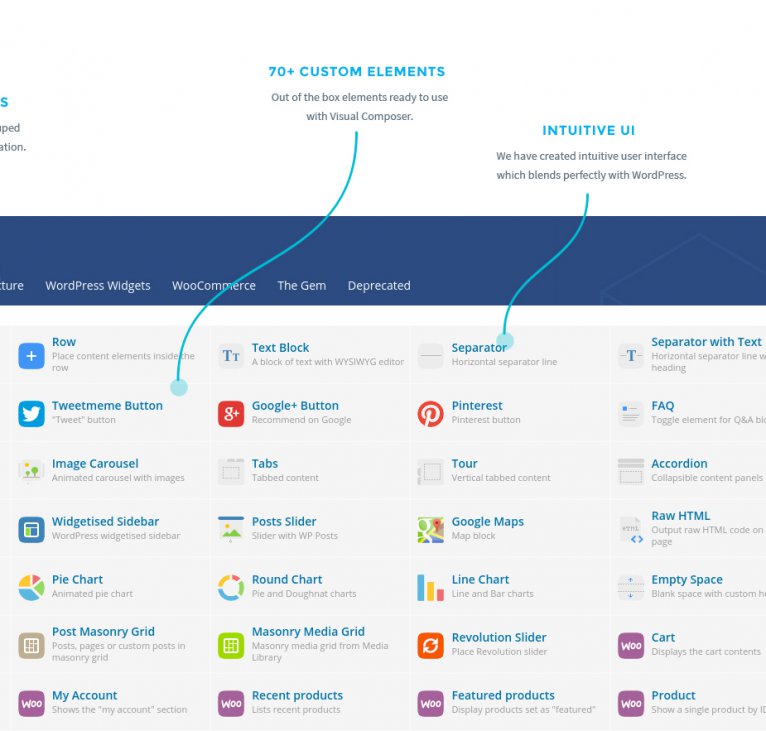 70+ CUSTOM ELEMENTS
Out of the box elements ready to use
with Visual Composer.
S
uped
ation.
INTUITIVE UI
We have created intuitive user interface
which blends perfectly with WordPress.
cture WordPress Widgets WooCommerce The Gem Deprecated
Row
Place content elements inside the
row
Text Block
A block of text with WYSIWYG editor
Separator
Horizontal separator line
Separator with Text
Horizontal separator line w
heading
Tweetmeme Button
"Tweet" button
Google+ Button
Recommend on Google
Pinterest
Pinterest button
FAQ
Toggle element for Q&A blo
Image Carousel
Animated carousel with images
Tabs
Tabbed content
Tour
Vertical tabbed content
Accordion
Collapsible content panels
Widgetised Sidebar
WordPress widgetised sidebar
Posts Slider
Slider with WP Posts
Google Maps
Map block
HTML
Raw HTML
Output raw HTML code on
page
Pie Chart
Animated pie chart
Round Chart
Pie and Doughnat charts
Line Chart
Line and Bar charts
Empty Space
Blank space with custom he
Post Masonry Grid
Posts, pages or custom posts in
masonry grid
Masonry Media Grid
Masonry media grid from Media
Library
Revolution Slider
Place Revolution slider
Woo
Cart
Displays the cart contents
Woo
My Account
Shows the "my account" section
Woo
Recent products
Lists recent products
Woo
Featured products
Display products set as "featured"
Woo
Product
Show a single product by ID